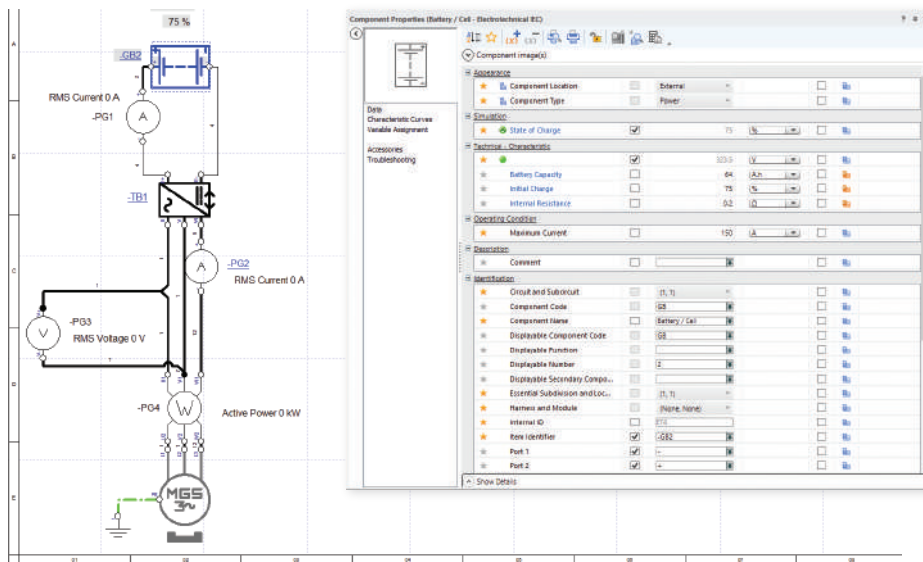 75 %
-GB2
RMS Current 0 A
-PG1
A
-TB1
A
-PG2
RMS Current 0 A
V
-PG3
RMS Voltage 0 V
-PG4
W
Active Power 0 kW
MGS
3~
Component Properties (Battery / Cell - Electrotechnical IEC)
Component image(s)
Data
Characteristic Curves
Variable Assignment
Accessories
Troubleshooting
Appearance
Component Location External
Component Type Power
Simulation
State of Charge 75 %
Technical - Characteristic
323.5 V
Battery Capacity 64 A.h
Initial Charge 75 %
Internal Resistance 0.2 Ω
Operating Condition
Maximum Current 150 A
Description
Comment
Identification
Circuit and Subcircuit (1, 1)
Component Code GB
Component Name Battery / Cell
Displayable Component Code GB
Displayable Function
Displayable Number 2
Displayable Secondary Compo...
Essential Subdivision and Loc... (1, 1)
Harness and Module (None, None)
Internal ID
Item Identifier -GB2
Port 1 -
Port 2 +
Show Details